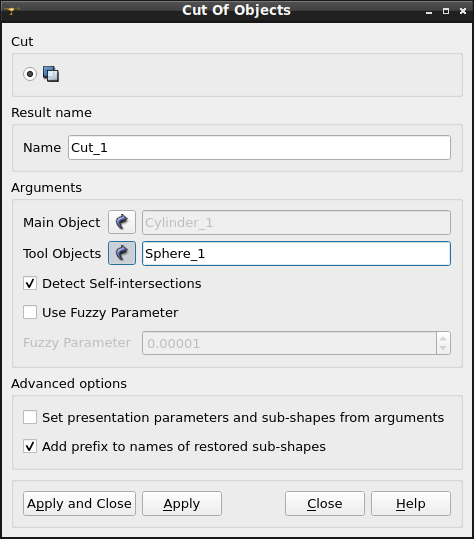 Cut Of Objects
Cut
Result name
Name Cut_1
Arguments
Main Object Cylinder_1
Tool Objects Sphere_1
Detect Self-intersections
Use Fuzzy Parameter
Fuzzy Parameter 0.00001
Advanced options
Set presentation parameters and sub-shapes from arguments
Add prefix to names of restored sub-shapes
Apply and Close Apply Close Help